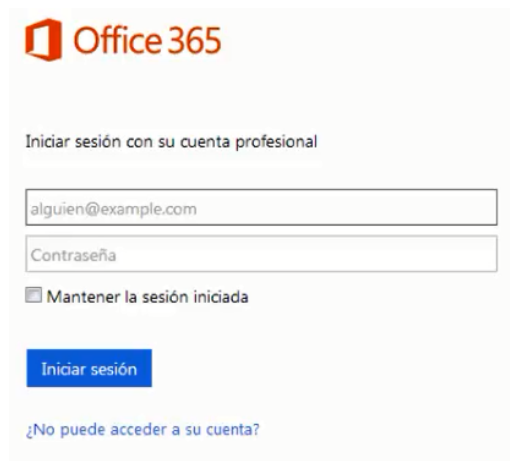 Office 365
Iniciar sesión con su cuenta profesional
alguien@example.com
Contraseña
Mantener la sesión iniciada
Iniciar sesión
¿No puede acceder a su cuenta?